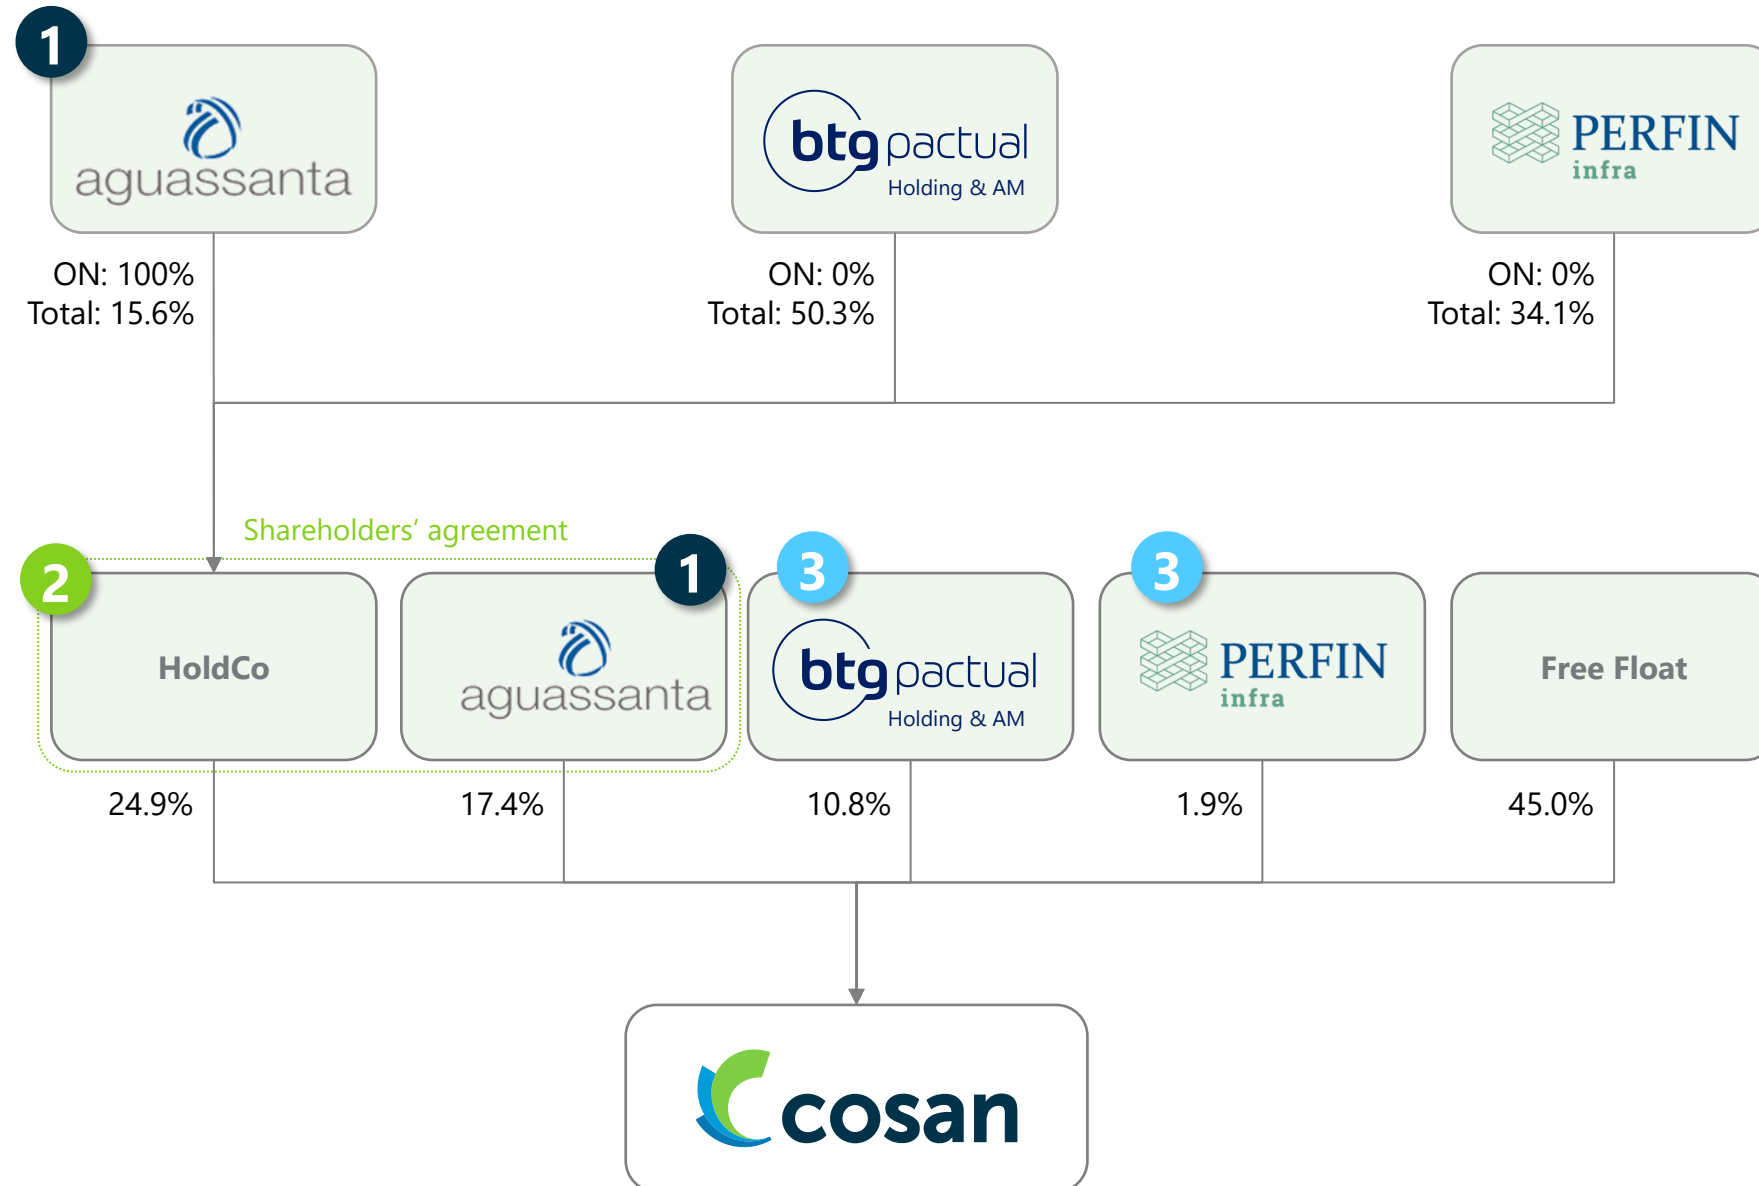 1
aguassanta
btg pactual
Holding & AM
PERFIN
infra
ON: 100%
Total: 15.6%
ON: 0%
Total: 50.3%
ON: 0%
Total: 34.1%
Shareholders’ agreement
2
HoldCo
1
aguassanta
3
btg pactual
Holding & AM
3
PERFIN
infra
Free Float
24.9%
17.4%
10.8%
1.9%
45.0%
cosan